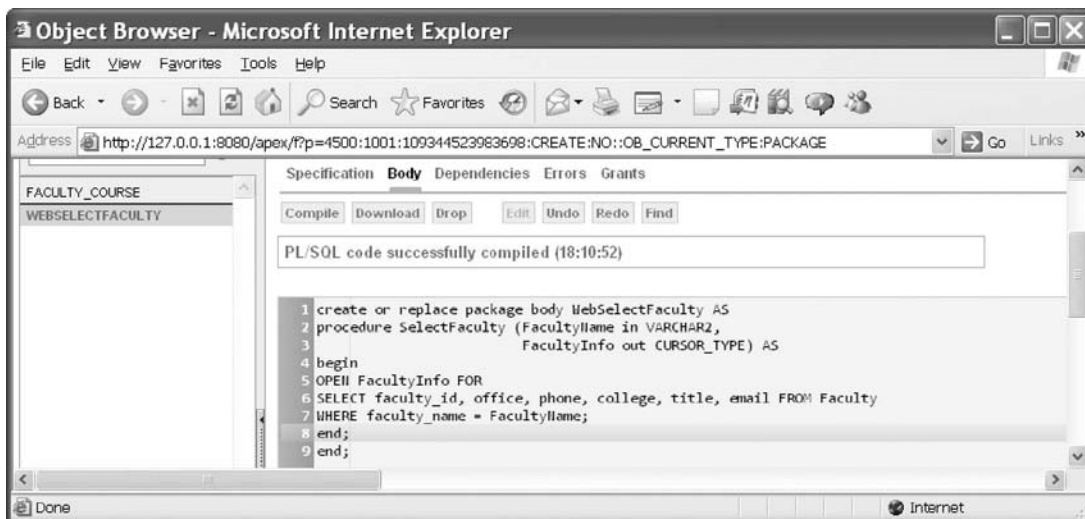 Object Browser - Microsoft Internet Explorer
File Edit View Favorites Tools Help
Back Search Favorites
Address http://127.0.0.1:8080/apex/f?p=4500:1001:109344523983698:CREATE:NO::OB_CURRENT_TYPE:PACKAGE Go Links »
Specification Body Dependencies Errors Grants
FACULTY_COURSE
WEBSELECTFACULTY
Compile Download Drop Edit Undo Redo Find
PL/SQL code successfully compiled (18:10:52)
1 create or replace package body WebSelectFaculty AS
2 procedure SelectFaculty (FacultyName in VARCHAR2,
3 FacultyInfo out CURSOR_TYPE) AS
4 begin
5 OPEN FacultyInfo FOR
6 SELECT faculty_id, office, phone, college, title, email FROM Faculty
7 WHERE faculty_name = FacultyName;
8 end;
9 end;
Done Internet